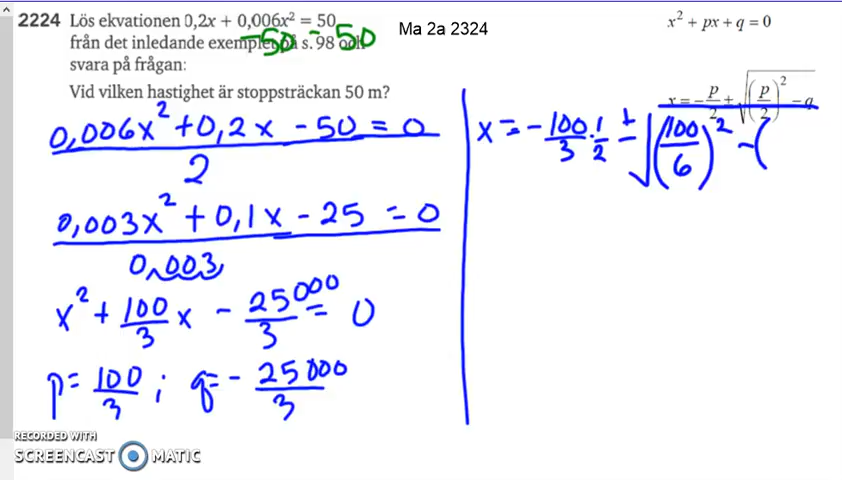 2224 Lös ekvationen 0,2x + 0,006x² = 50
från det inledande exemplet s. 98 och
svara på frågan:
Vid vilken hastighet är stoppsträckan 50 m?
-50 -50
Ma 2a 2324
x² + px + q = 0
x = -p/2 ± √((p/2)² - q)
0,006x² + 0,2x - 50 = 0
2
0,003x² + 0,1x - 25 = 0
0,003
x² + 100/3 x - 25000/3 = 0
p = 100/3 ; q = - 25000/3
x = - 100/3 · 1/2 ± √((100/6)² - (
RECORDED WITH
SCREENCAST MATIC